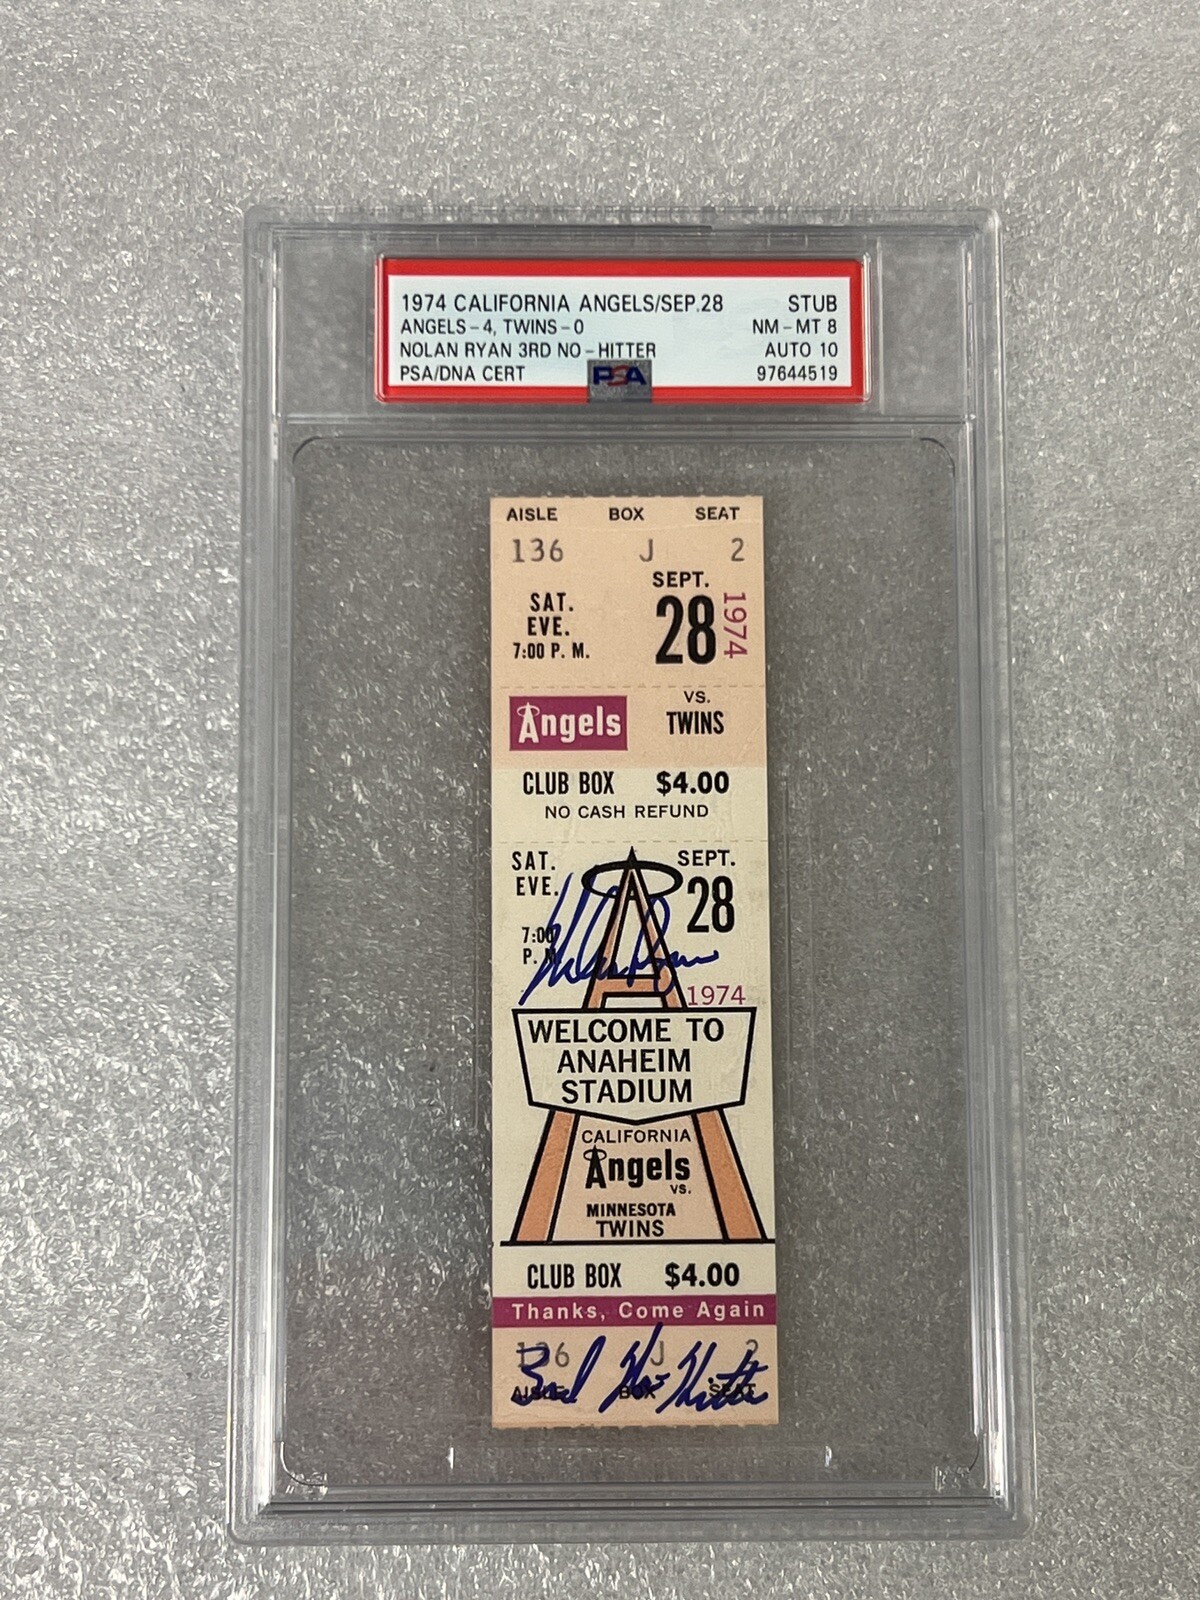 1974 CALIFORNIA ANGELS/SEP.28 STUB
ANGELS-4, TWINS-0 NM-MT 8
NOLAN RYAN 3RD NO-HITTER AUTO 10
PSA/DNA CERT PSA 97644519
AISLE BOX SEAT
136 J 2
SAT. EVE. 7:00 P. M.
SEPT. 28 1974
Angels VS. TWINS
CLUB BOX $4.00
NO CASH REFUND
SAT. EVE.
SEPT. 28
7:00 P. M
Nolan Ryan
1974
WELCOME TO
ANAHEIM
STADIUM
CALIFORNIA
Angels
VS.
MINNESOTA
TWINS
CLUB BOX $4.00
Thanks, Come Again
136 J 2
3rd No Hitter
AISLE BOX SEAT